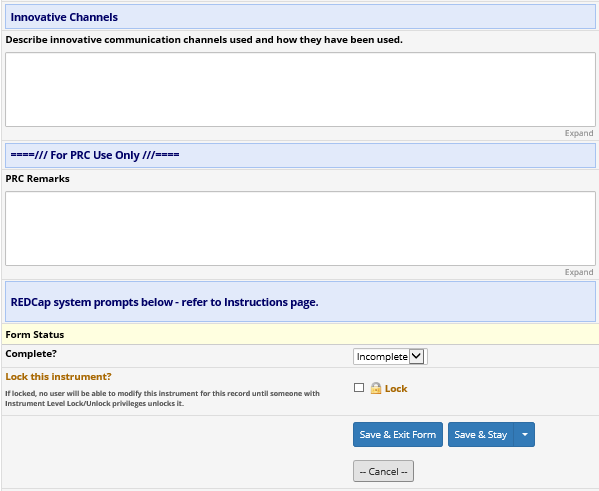 Innovative Channels
Describe innovative communication channels used and how they have been used.
Expand
====/// For PRC Use Only ///====
PRC Remarks
Expand
REDCap system prompts below - refer to Instructions page.
Form Status
Complete?
Incomplete
Lock this instrument?
If locked, no user will be able to modify this instrument for this record until someone with
Instrument Level Lock/Unlock privileges unlocks it.
Lock
Save & Exit Form
Save & Stay
-- Cancel --